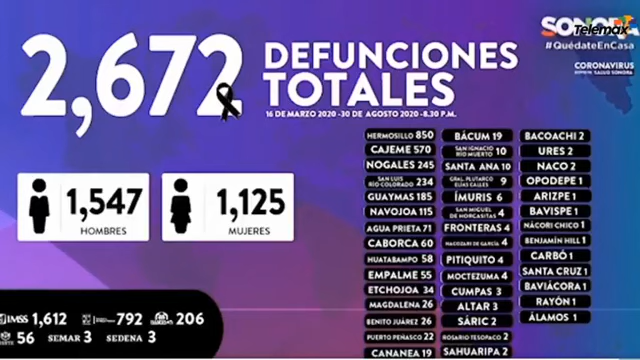 2,672
DEFUNCIONES
TOTALES
16 DE MARZO 2020 -30 DE AGOSTO 2020 -8.30 P.M.
SONORA
Telemax
#QuédateEnCasa
CORONAVIRUS
SALUD SONORA
1,547
HOMBRES
1,125
MUJERES
HERMOSILLO 850
CAJEME 570
NOGALES 245
SAN LUIS RÍO COLORADO 234
GUAYMAS 185
NAVOJOA 115
AGUA PRIETA 71
CABORCA 60
HUATABAMPO 58
EMPALME 55
ETCHOJOA 34
MAGDALENA 26
BENITO JUÁREZ 26
PUERTO PEÑASCO 22
CANANEA 19
BÁCUM 19
SAN IGNACIO RÍO MUERTO 10
SANTA ANA 10
GRAL. PLUTARCO ELÍAS CALLES 9
ÍMURIS 6
SAN MIGUEL DE HORCASITAS 4
FRONTERAS 4
NACOZARI DE GARCÍA 4
PITIQUITO 4
MOCTEZUMA 4
CUMPAS 3
ALTAR 3
SÁRIC 2
ROSARIO TESOPACO 2
SAHUARIPA 2
BACOACHI 2
URES 2
NACO 2
OPODEPE 1
ARIZPE 1
BAVISPE 1
NÁCORI CHICO 1
BENJAMÍN HILL 1
CARBÓ 1
SANTA CRUZ 1
BAVIÁCORA 1
RAYÓN 1
ÁLAMOS 1
IMSS 1,612
792
206
56
SEMAR 3
SEDENA 3